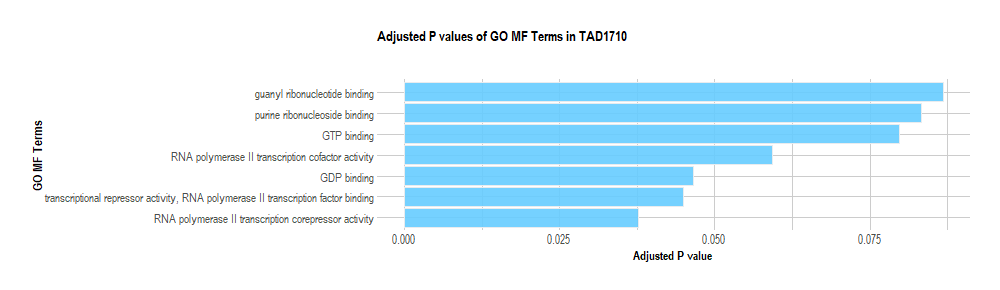 Adjusted P values of GO MF Terms in TAD1710
GO MF Terms
guanyl ribonucleotide binding
purine ribonucleoside binding
GTP binding
RNA polymerase II transcription cofactor activity
GDP binding
transcriptional repressor activity, RNA polymerase II transcription factor binding
RNA polymerase II transcription corepressor activity
0.000 0.025 0.050 0.075
Adjusted P value